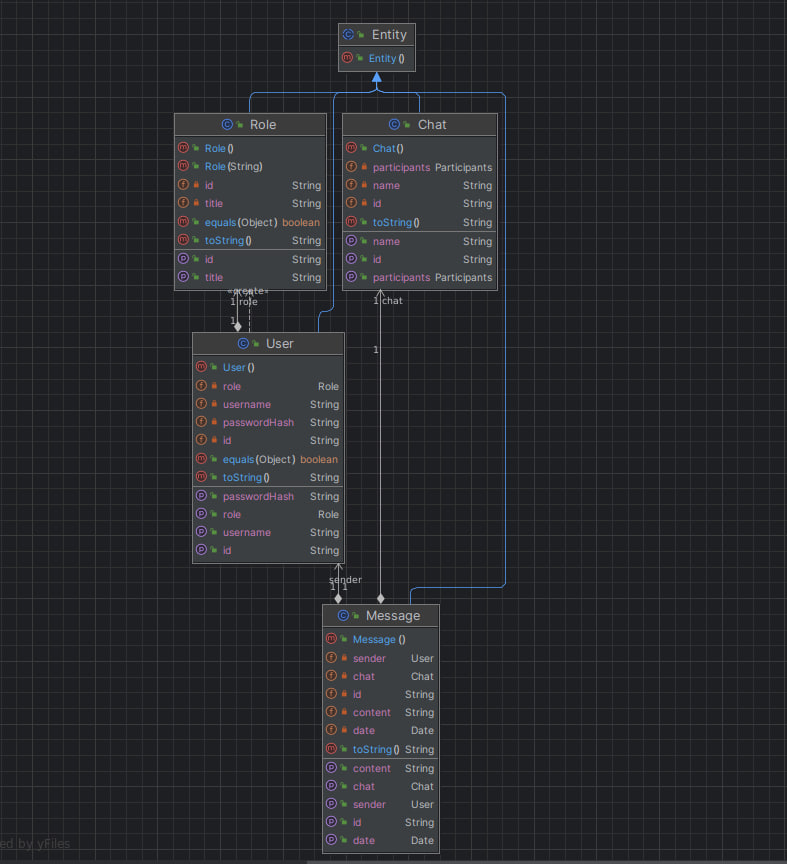 Entity
Entity()
Role
Role()
Role(String)
id String
title String
equals(Object) boolean
toString() String
id String
title String
Chat
Chat()
participants Participants
name String
id String
toString() String
name String
id String
participants Participants
«create»
1 role
1
1 chat
1
User
User()
role Role
username String
passwordHash String
id String
equals(Object) boolean
toString() String
passwordHash String
role Role
username String
id String
sender
1 1
Message
Message()
sender User
chat Chat
id String
content String
date Date
toString() String
content String
chat Chat
sender User
id String
date Date
ed by yFiles